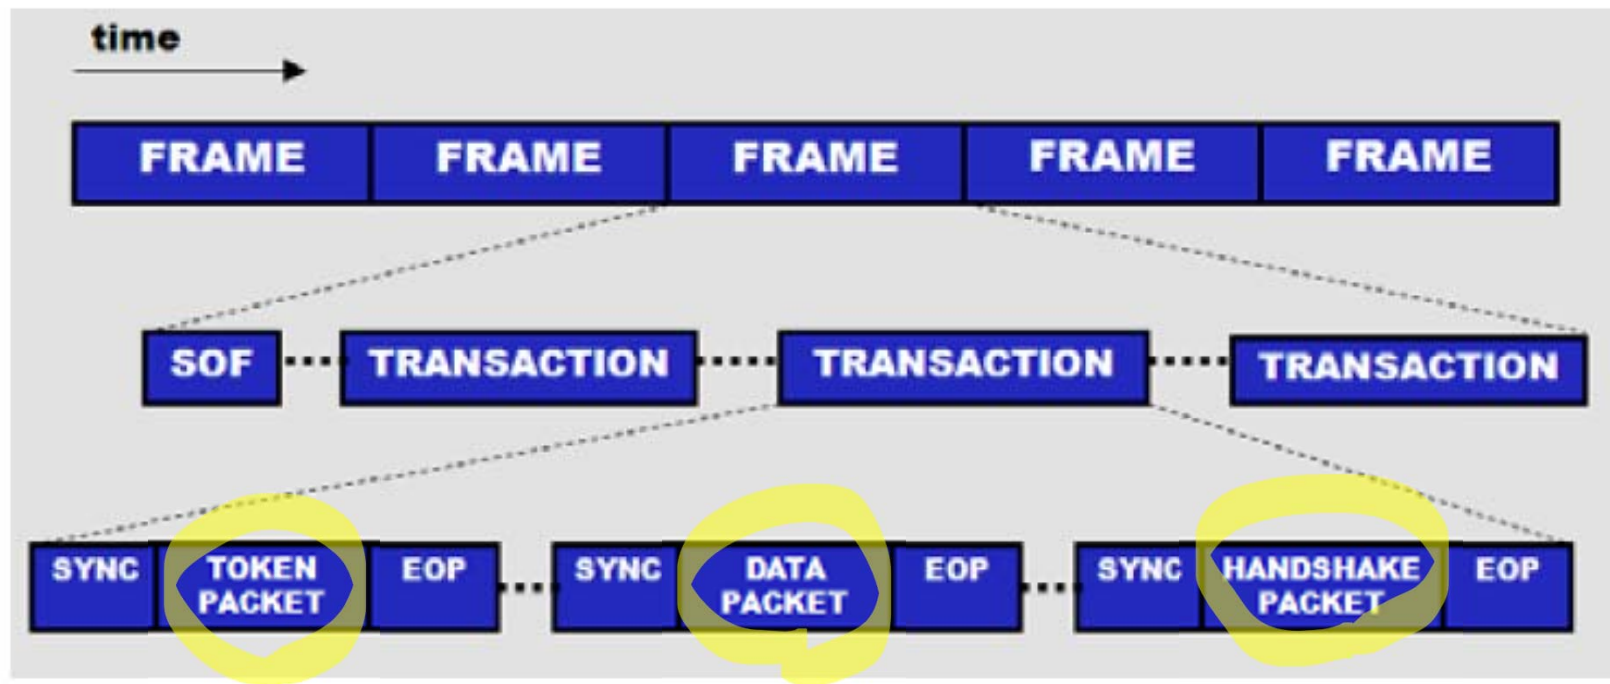 time
FRAME FRAME FRAME FRAME FRAME
SOF TRANSACTION TRANSACTION TRANSACTION
SYNC TOKEN PACKET EOP SYNC DATA PACKET EOP SYNC HANDSHAKE PACKET EOP